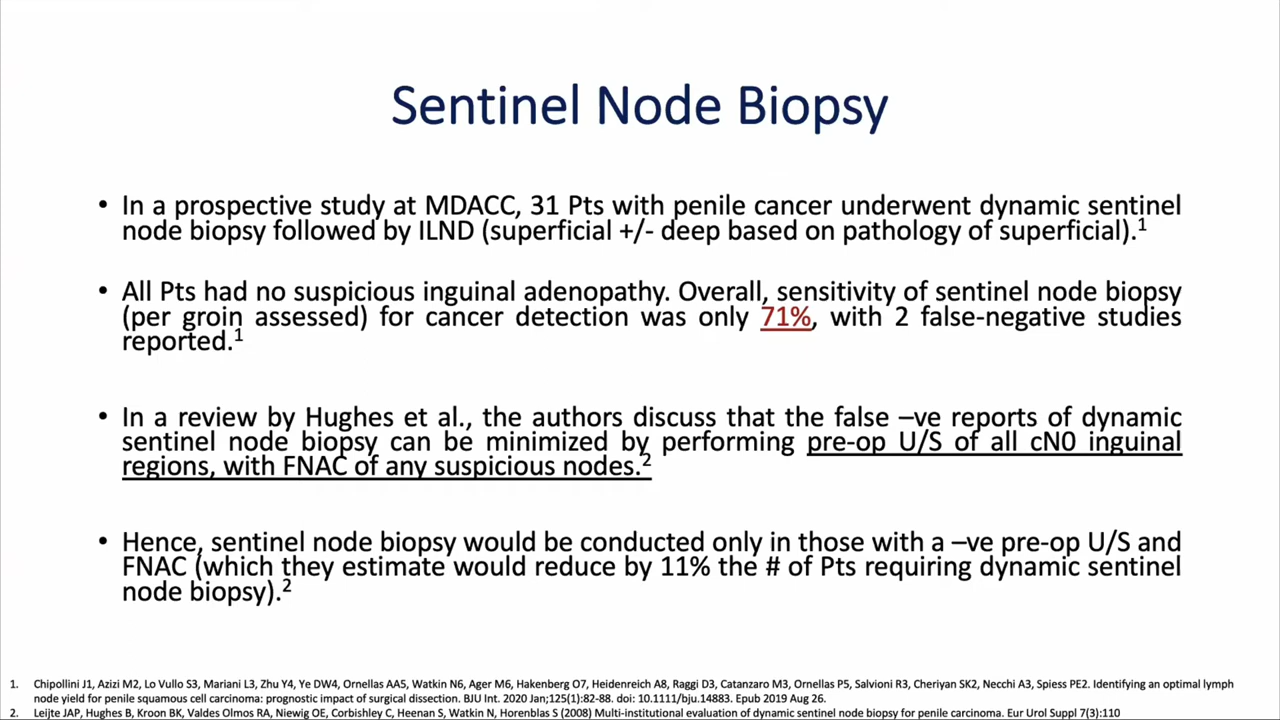 Sentinel Node Biopsy
• In a prospective study at MDACC, 31 Pts with penile cancer underwent dynamic sentinel
node biopsy followed by ILND (superficial +/- deep based on pathology of superficial).1
• All Pts had no suspicious inguinal adenopathy. Overall, sensitivity of sentinel node biopsy
(per groin assessed) for cancer detection was only 71%, with 2 false-negative studies
reported.1
• In a review by Hughes et al., the authors discuss that the false –ve reports of dynamic
sentinel node biopsy can be minimized by performing pre-op U/S of all cN0 inguinal
regions, with FNAC of any suspicious nodes.2
• Hence, sentinel node biopsy would be conducted only in those with a –ve pre-op U/S and
FNAC (which they estimate would reduce by 11% the # of Pts requiring dynamic sentinel
node biopsy).2
1. Chipollini J1, Azizi M2, Lo Vullo S3, Mariani L3, Zhu Y4, Ye DW4, Ornellas AA5, Watkin N6, Ager M6, Hakenberg O7, Heidenreich A8, Raggi D3, Catanzaro M3, Ornellas P5, Salvioni R3, Cheriyan SK2, Necchi A3, Spiess PE2. Identifying an optimal lymph
node yield for penile squamous cell carcinoma: prognostic impact of surgical dissection. BJU Int. 2020 Jan;125(1):82-88. doi: 10.1111/bju.14883. Epub 2019 Aug 26.
2. Leijte JAP, Hughes B, Kroon BK, Valdes Olmos RA, Niewig OE, Corbishley C, Heenan S, Watkin N, Horenblas S (2008) Multi-institutional evaluation of dynamic sentinel node biopsy for penile carcinoma. Eur Urol Suppl 7(3):110